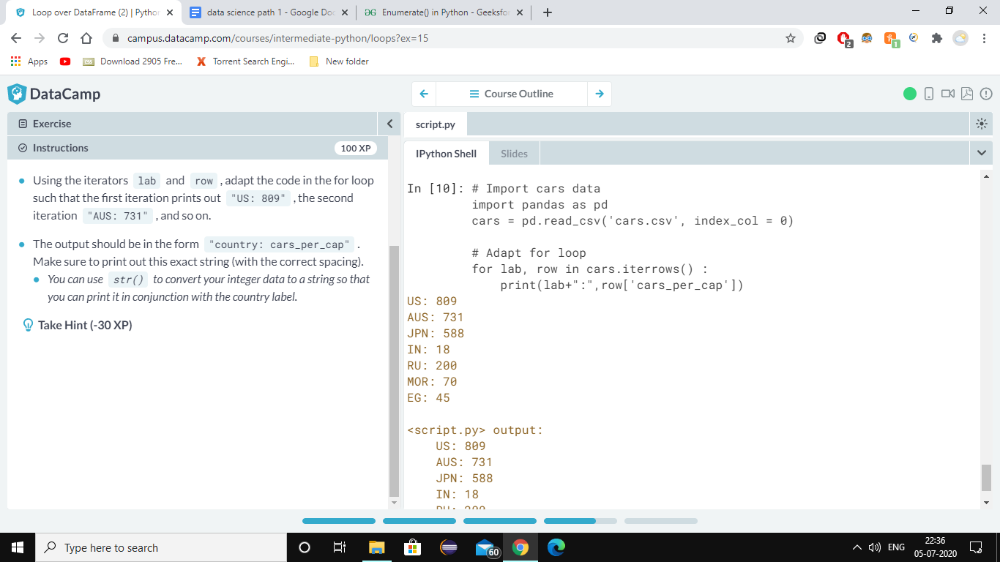 Loop over DataFrame (2) | Pythor
data science path 1 - Google Doc
Enumerate() in Python - Geeksfor
campus.datacamp.com/courses/intermediate-python/loops?ex=15
2
1
Apps
Download 2905 Fre...
Torrent Search Engi...
New folder
DataCamp
Course Outline
Exercise
Instructions
100 XP
Using the iterators lab and row , adapt the code in the for loop
such that the first iteration prints out "US: 809" , the second
iteration "AUS: 731" , and so on.
The output should be in the form "country: cars_per_cap" .
Make sure to print out this exact string (with the correct spacing).
You can use str() to convert your integer data to a string so that
you can print it in conjunction with the country label.
Take Hint (-30 XP)
script.py
IPython Shell
Slides
In [10]: # Import cars data
import pandas as pd
cars = pd.read_csv('cars.csv', index_col = 0)
# Adapt for loop
for lab, row in cars.iterrows() :
print(lab+":",row['cars_per_cap'])
US: 809
AUS: 731
JPN: 588
IN: 18
RU: 200
MOR: 70
EG: 45
<script.py> output:
US: 809
AUS: 731
JPN: 588
IN: 18
RU: 200
Type here to search
60
ENG
22:36
05-07-2020